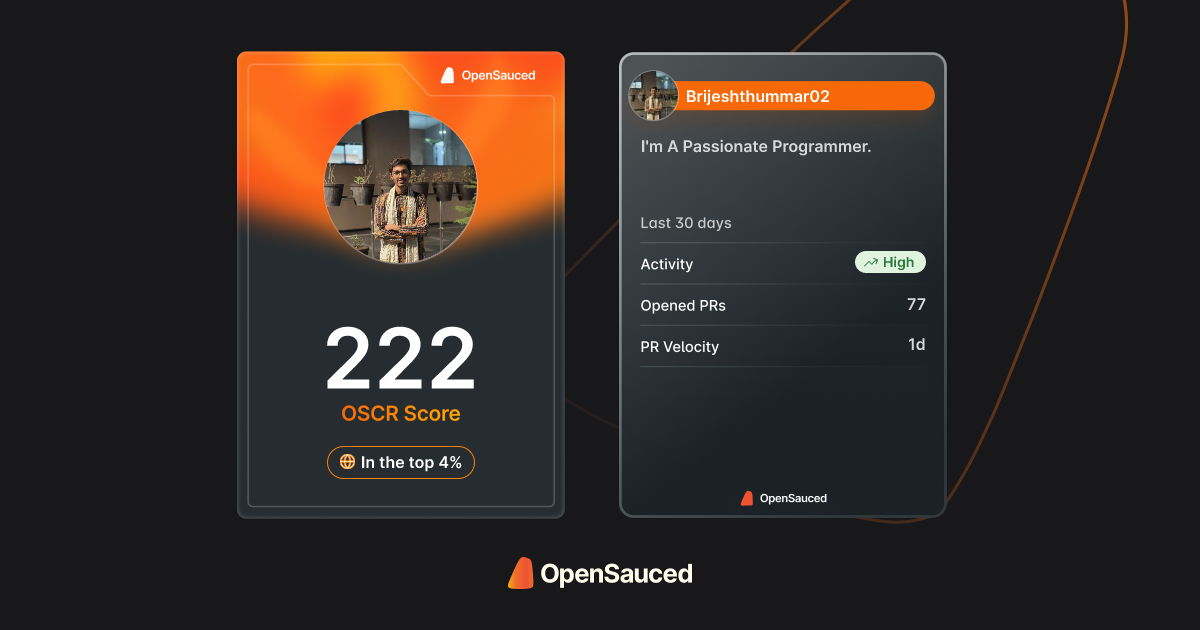 OpenSauced
222
OSCR Score
In the top 4%
Brijeshthummar02
I'm A Passionate Programmer.
Last 30 days
Activity High
Opened PRs 77
PR Velocity 1d
OpenSauced
OpenSauced